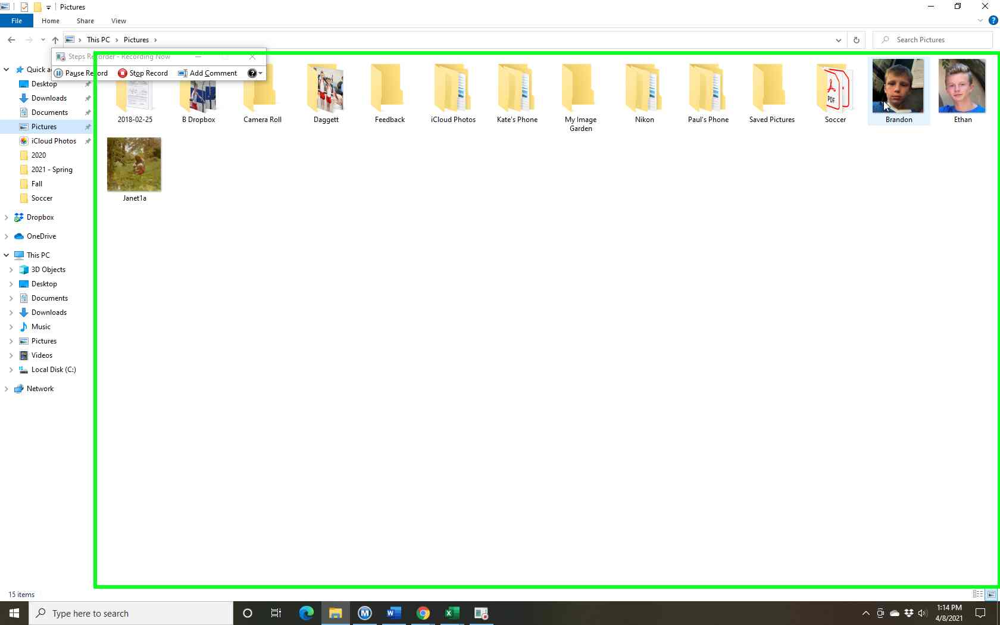 Pictures
File Home Share View
This PC Pictures
Search Pictures
Steps Recorder - Recording Now
Pause Record Stop Record Add Comment
Quick a
Desktop
Downloads
Documents
Pictures
iCloud Photos
2020
2021 - Spring
Fall
Soccer
Dropbox
OneDrive
This PC
3D Objects
Desktop
Documents
Downloads
Music
Pictures
Videos
Local Disk (C:)
Network
2018-02-25 B Dropbox Camera Roll Daggett Feedback iCloud Photos Kate's Phone My Image Garden Nikon Paul's Phone Saved Pictures Soccer Brandon Ethan
PDF
Janet1a
15 items
Type here to search
1:14 PM
4/8/2021